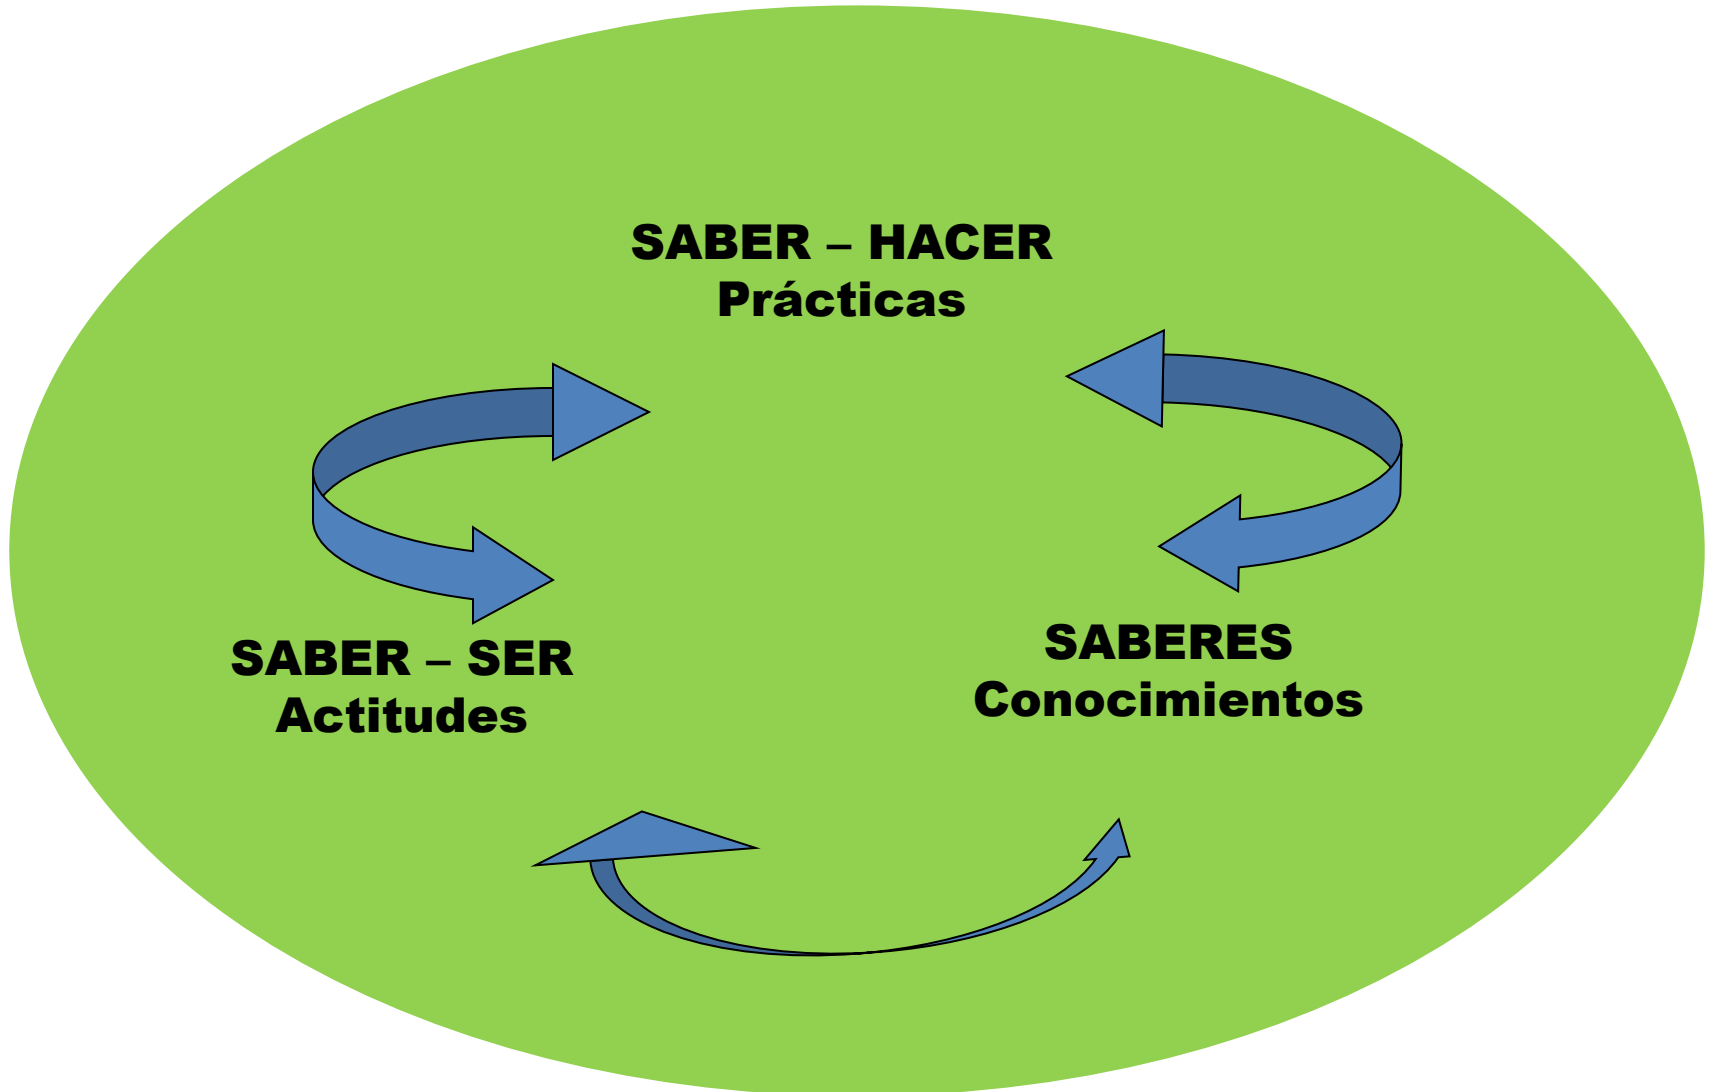 SABER – HACER
Prácticas
SABER – SER
Actitudes
SABERES
Conocimientos